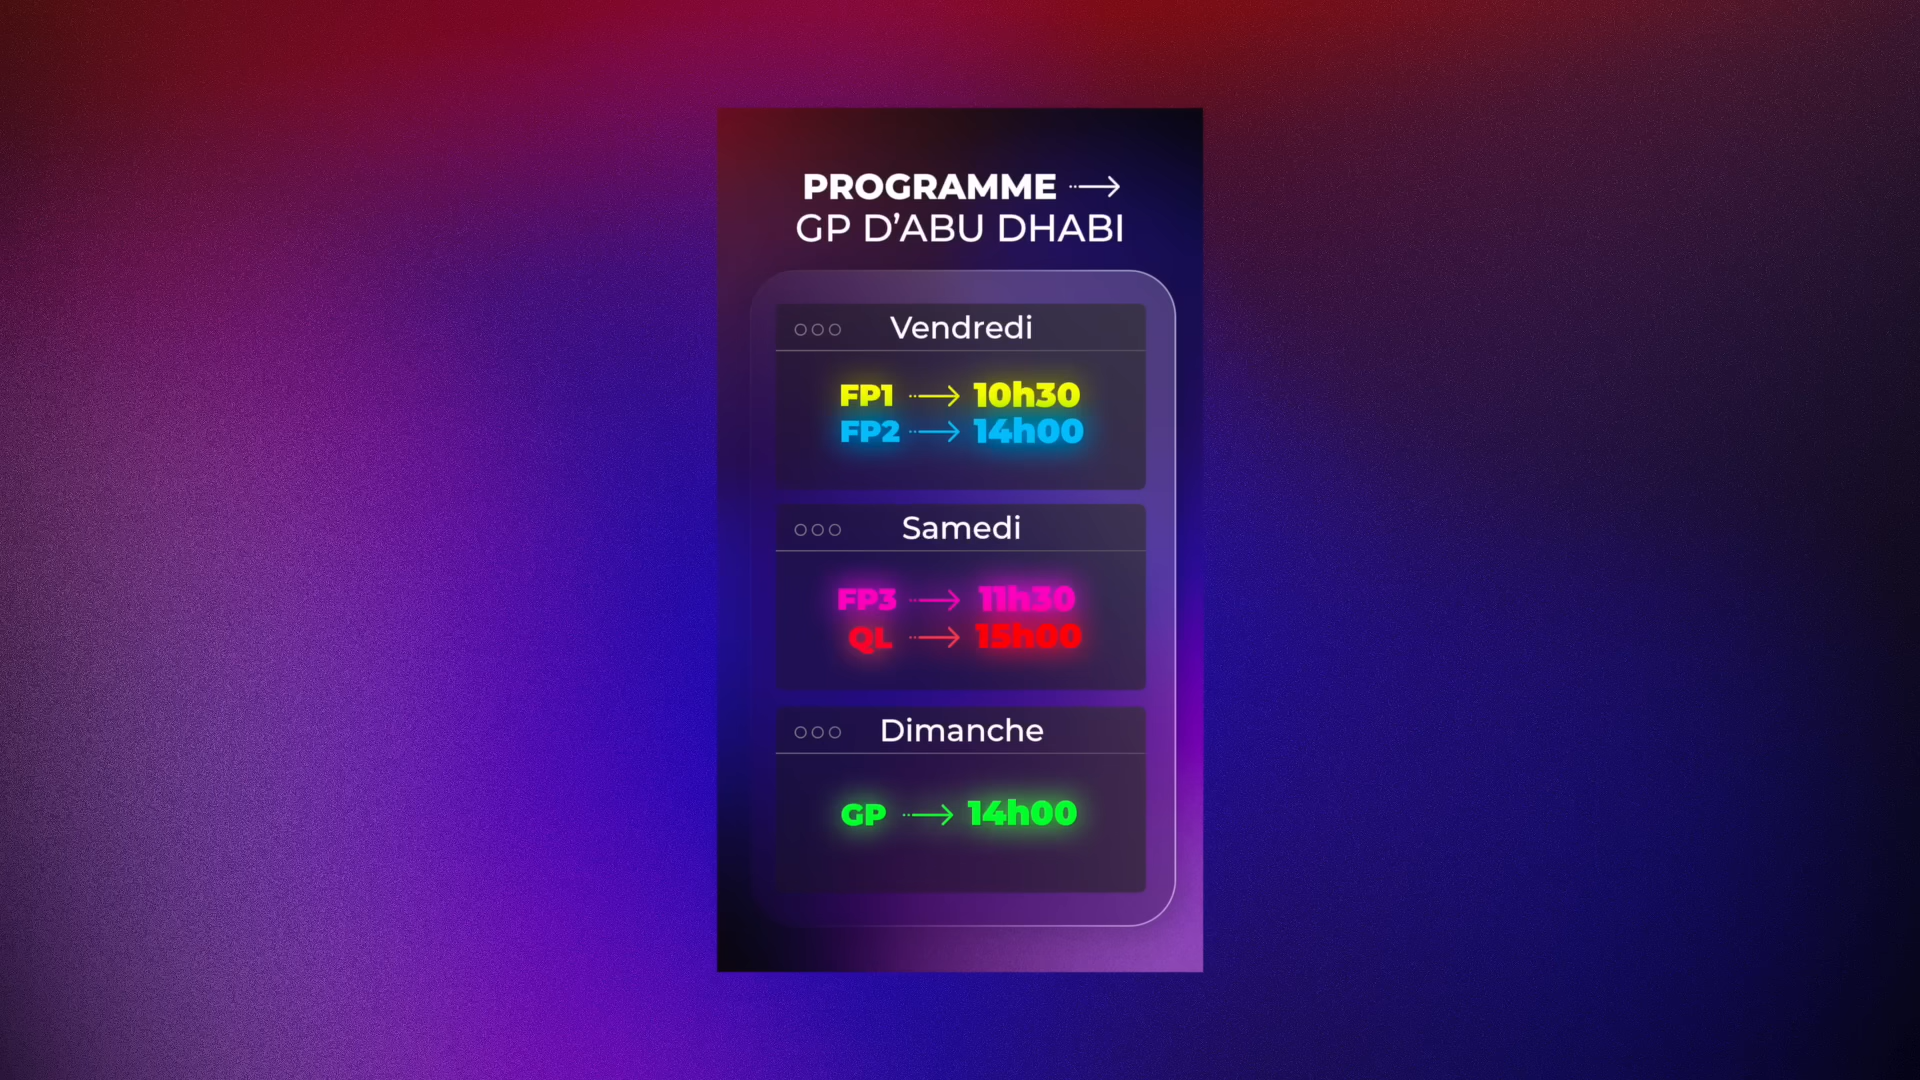 PROGRAMME
GP D’ABU DHABI
Vendredi
FP1 10h30
FP2 14h00
Samedi
FP3 11h30
QL 15h00
Dimanche
GP 14h00